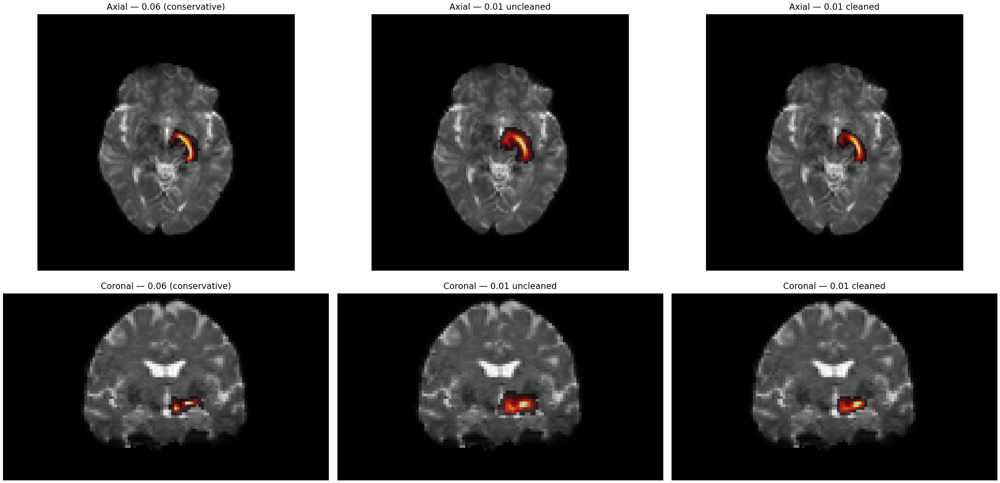 Axial — 0.06 (conservative)
Axial — 0.01 uncleaned
Axial — 0.01 cleaned
Coronal — 0.06 (conservative)
Coronal — 0.01 uncleaned
Coronal — 0.01 cleaned